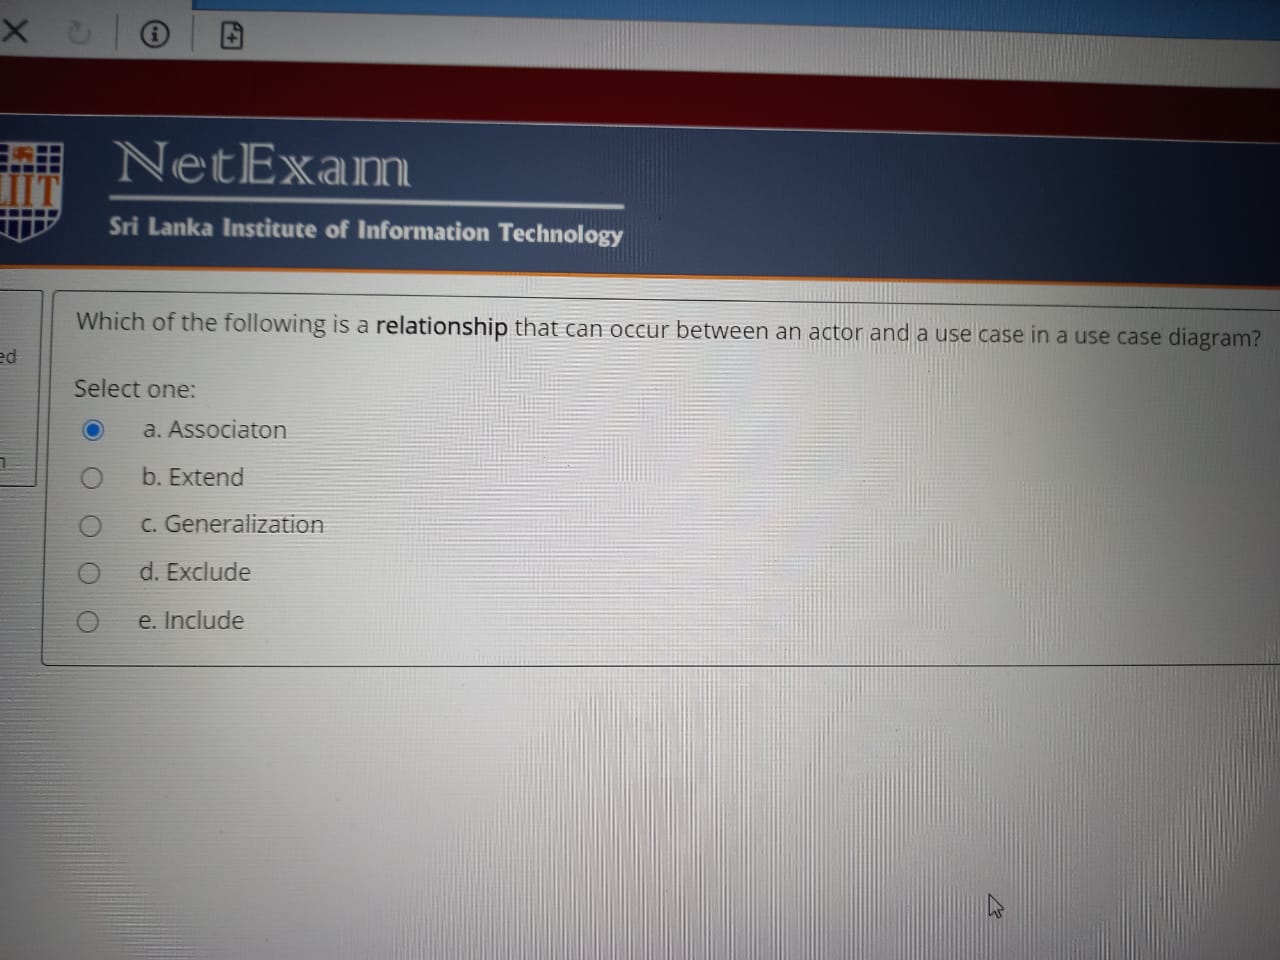 NetExam
LIIT
Sri Lanka Institute of Information Technology
Which of the following is a relationship that can occur between an actor and a use case in a use case diagram?
Select one:
a. Associaton
b. Extend
c. Generalization
d. Exclude
e. Include